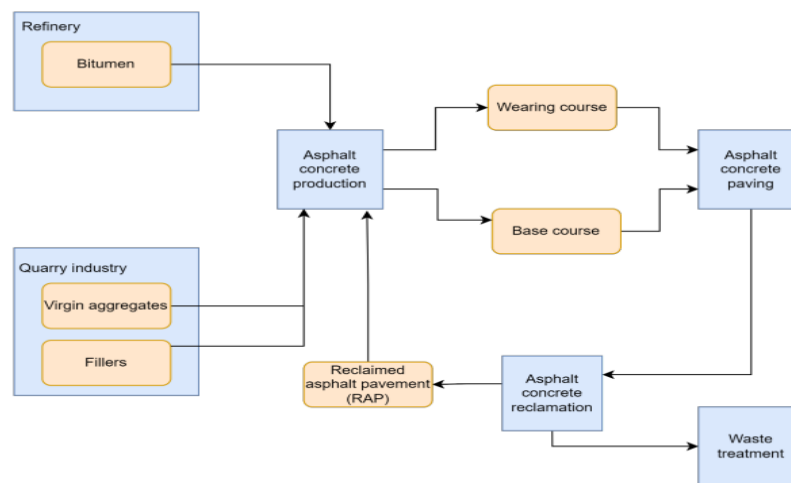 Refinery
Bitumen
Wearing course
Asphalt
concrete
production
Asphalt
concrete
paving
Base course
Quarry industry
Virgin aggregates
Fillers
Reclaimed
asphalt pavement
(RAP)
Asphalt
concrete
reclamation
Waste
treatment